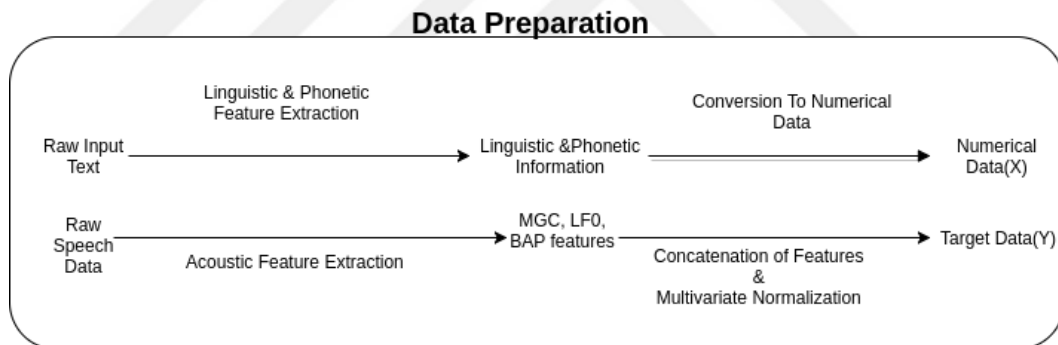 Data Preparation
Linguistic & Phonetic
Feature Extraction
Conversion To Numerical
Data
Raw Input
Text
Linguistic &Phonetic
Information
Numerical
Data(X)
Raw
Speech
Data
Acoustic Feature Extraction
MGC, LF0,
BAP features
Concatenation of Features
&
Multivariate Normalization
Target Data(Y)